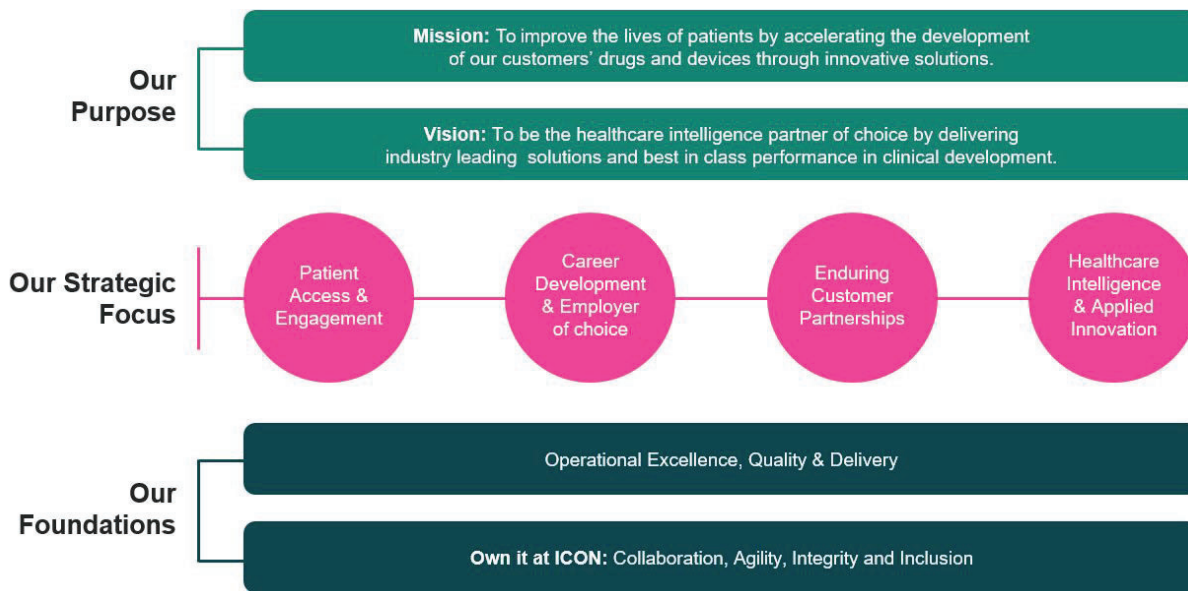 Our
Purpose
Mission: To improve the lives of patients by accelerating the development
of our customers’ drugs and devices through innovative solutions.
Vision: To be the healthcare intelligence partner of choice by delivering
industry leading solutions and best in class performance in clinical development.
Our Strategic
Focus
Patient
Access &
Engagement
Career
Development
& Employer
of choice
Enduring
Customer
Partnerships
Healthcare
Intelligence
& Applied
Innovation
Our
Foundations
Operational Excellence, Quality & Delivery
Own it at ICON: Collaboration, Agility, Integrity and Inclusion